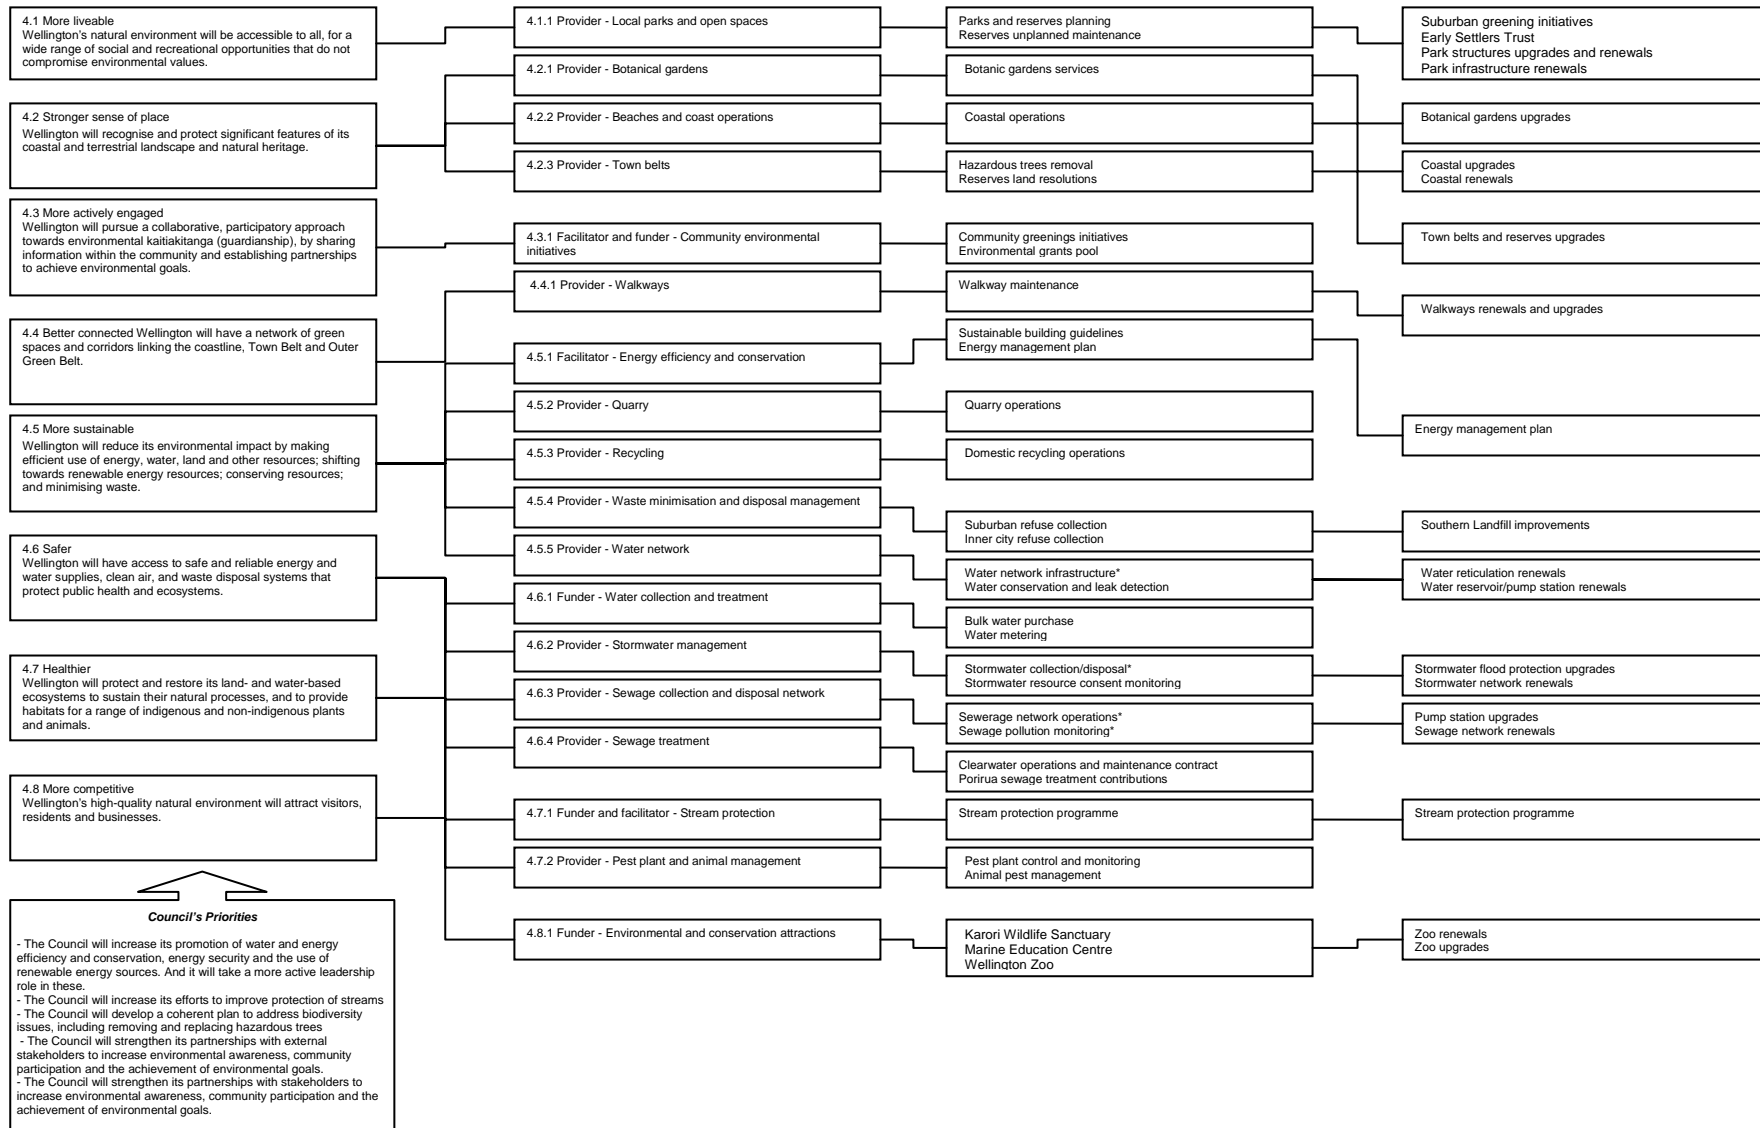 4.1 More liveable
Wellington's natural environment will be accessible to all, for a
wide range of social and recreational opportunities that do not
compromise environmental values.
4.2 Stronger sense of place
Wellington will recognise and protect significant features of its
coastal and terrestrial landscape and natural heritage.
4.3 More actively engaged
Wellington will pursue a collaborative, participatory approach
towards environmental kaitiakitanga (guardianship), by sharing
information within the community and establishing partnerships
to achieve environmental goals.
4.4 Better connected Wellington will have a network of green
spaces and corridors linking the coastline, Town Belt and Outer
Green Belt.
4.5 More sustainable
Wellington will reduce its environmental impact by making
efficient use of energy, water, land and other resources; shifting
towards renewable energy resources; conserving resources;
and minimising waste.
4.6 Safer
Wellington will have access to safe and reliable energy and
water supplies, clean air, and waste disposal systems that
protect public health and ecosystems.
4.7 Healthier
Wellington will protect and restore its land- and water-based
ecosystems to sustain their natural processes, and to provide
habitats for a range of indigenous and non-indigenous plants
and animals.
4.8 More competitive
Wellington's high-quality natural environment will attract visitors,
residents and businesses.
Council's Priorities
- The Council will increase its promotion of water and energy
efficiency and conservation, energy security and the use of
renewable energy sources. And it will take a more active leadership
role in these.
- The Council will increase its efforts to improve protection of streams
- The Council will develop a coherent plan to address biodiversity
issues, including removing and replacing hazardous trees
- The Council will strengthen its partnerships with external
stakeholders to increase environmental awareness, community
participation and the achievement of environmental goals.
- The Council will strengthen its partnerships with stakeholders to
increase environmental awareness, community participation and the
achievement of environmental goals.
4.1.1 Provider - Local parks and open spaces
4.2.1 Provider - Botanical gardens
4.2.2 Provider - Beaches and coast operations
4.2.3 Provider - Town belts
4.3.1 Facilitator and funder - Community environmental
initiatives
4.4.1 Provider - Walkways
4.5.1 Facilitator - Energy efficiency and conservation
4.5.2 Provider - Quarry
4.5.3 Provider - Recycling
4.5.4 Provider - Waste minimisation and disposal management
4.5.5 Provider - Water network
4.6.1 Funder - Water collection and treatment
4.6.2 Provider - Stormwater management
4.6.3 Provider - Sewage collection and disposal network
4.6.4 Provider - Sewage treatment
4.7.1 Funder and facilitator - Stream protection
4.7.2 Provider - Pest plant and animal management
4.8.1 Funder - Environmental and conservation attractions
Parks and reserves planning
Reserves unplanned maintenance
Botanic gardens services
Coastal operations
Hazardous trees removal
Reserves land resolutions
Community greenings initiatives
Environmental grants pool
Walkway maintenance
Sustainable building guidelines
Energy management plan
Quarry operations
Domestic recycling operations
Suburban refuse collection
Inner city refuse collection
Water network infrastructure*
Water conservation and leak detection
Bulk water purchase
Water metering
Stormwater collection/disposal*
Stormwater resource consent monitoring
Sewerage network operations*
Sewage pollution monitoring*
Clearwater operations and maintenance contract
Porirua sewage treatment contributions
Stream protection programme
Pest plant control and monitoring
Animal pest management
Karori Wildlife Sanctuary
Marine Education Centre
Wellington Zoo
Suburban greening initiatives
Early Settlers Trust
Park structures upgrades and renewals
Park infrastructure renewals
Botanical gardens upgrades
Coastal upgrades
Coastal renewals
Town belts and reserves upgrades
Walkways renewals and upgrades
Energy management plan
Southern Landfill improvements
Water reticulation renewals
Water reservoir/pump station renewals
Stormwater flood protection upgrades
Stormwater network renewals
Pump station upgrades
Sewage network renewals
Stream protection programme
Zoo renewals
Zoo upgrades